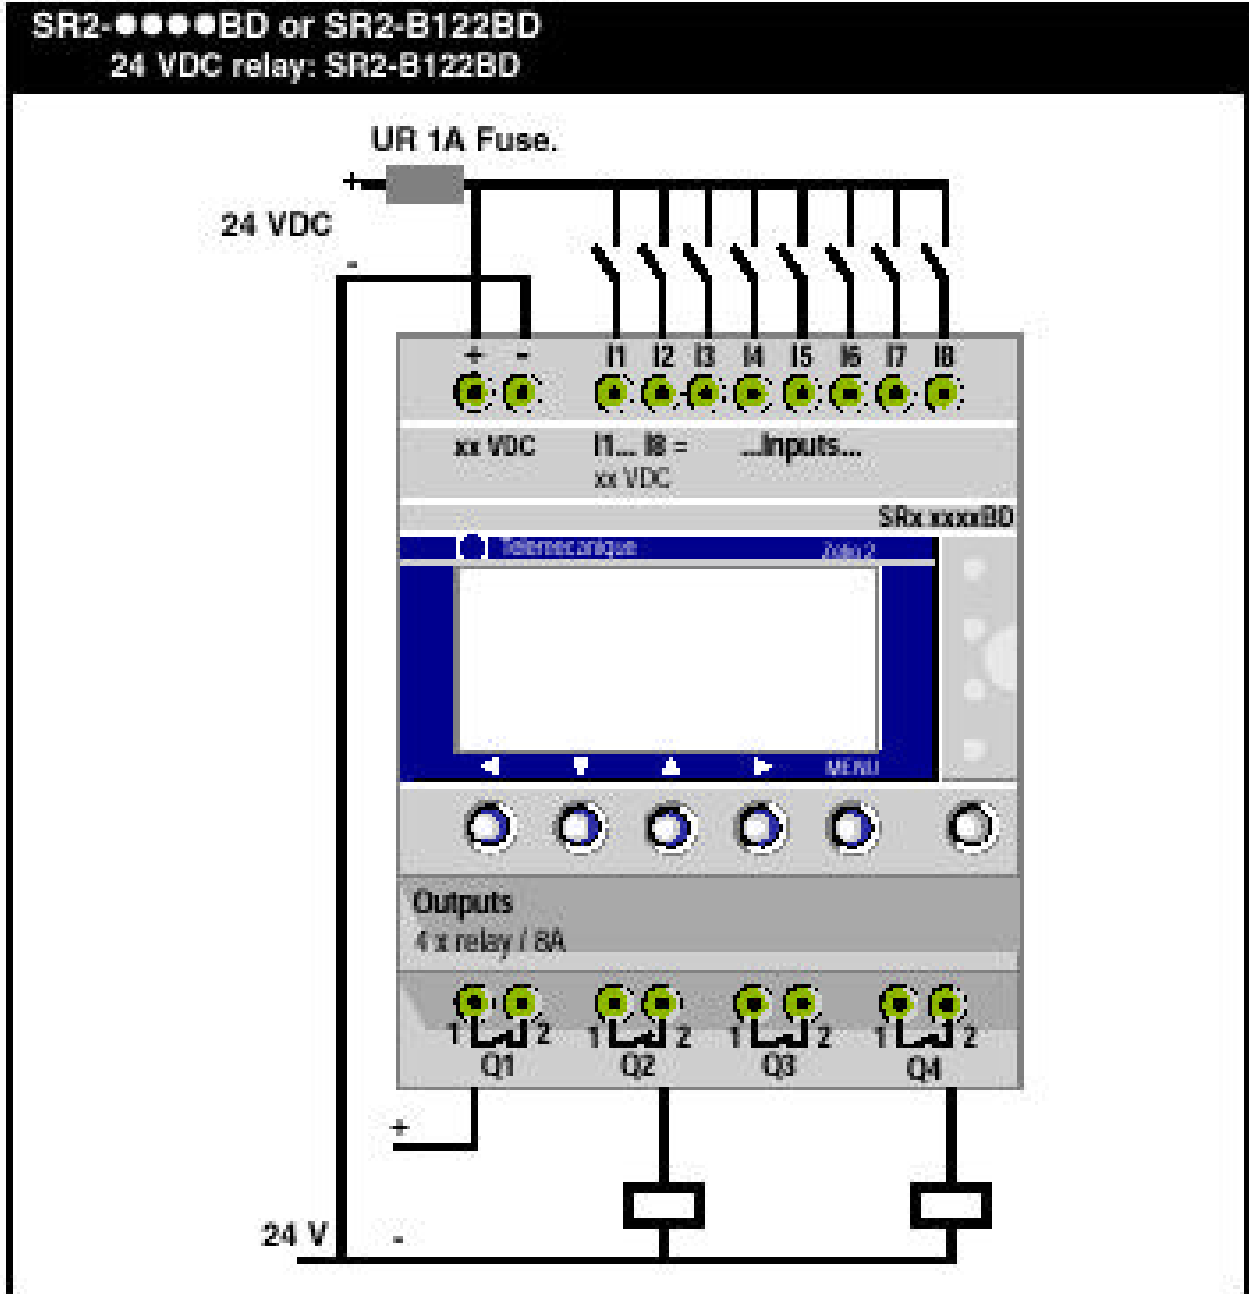 SR2-●●●●BD or SR2-B122BD
24 VDC relay: SR2-B122BD
UR 1A Fuse.
+
24 VDC
-
+ - I1 I2 I3 I4 I5 I6 I7 I8
xx VDC I1... I8 = ...Inputs...
xx VDC
SRx xxxxBD
Telemecanique Zelio 2
MENU
Outputs
4 x relay / 8A
1 2 1 2 1 2 1 2
Q1 Q2 Q3 Q4
+
24 V -